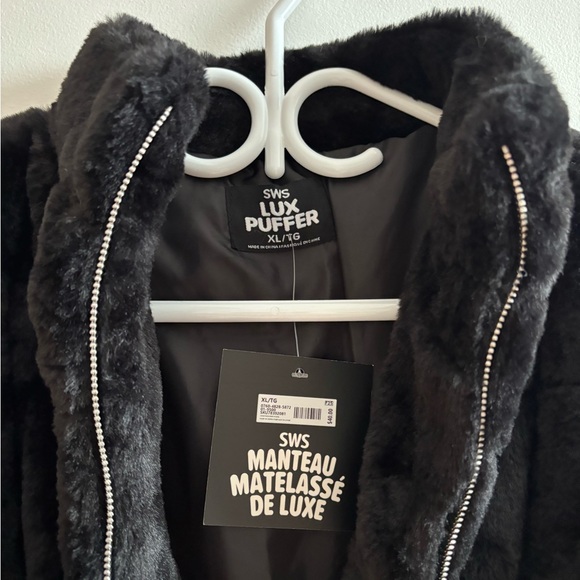 SWS
LUX
PUFFER
XL/TG
MADE IN CHINA
XL/TG
$40.00
SWS
MANTEAU
MATELASSÉ
DE LUXE